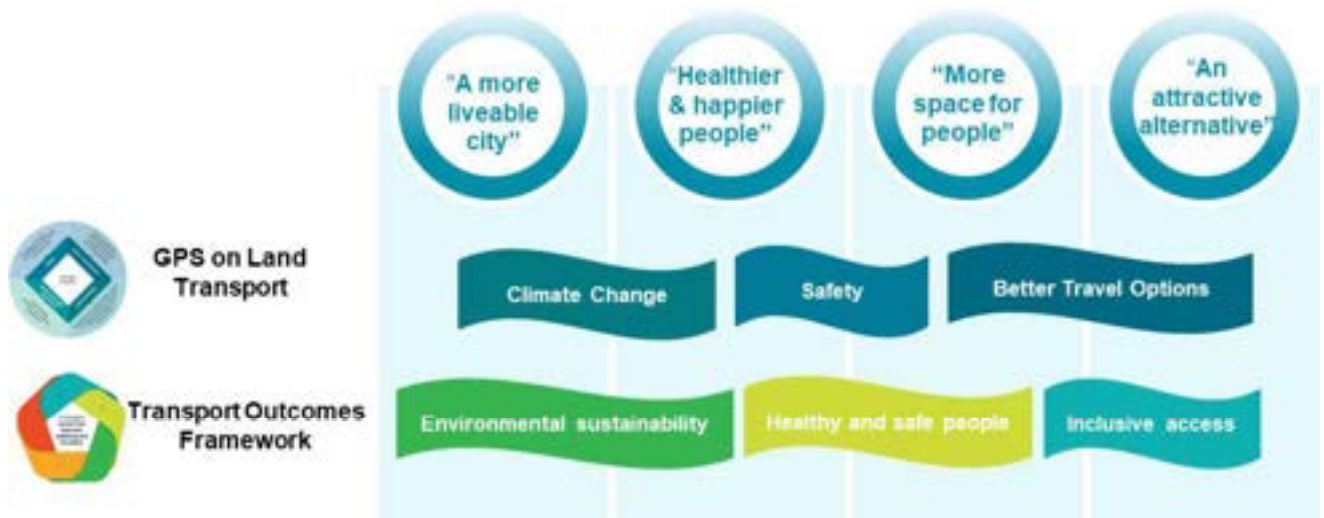 "A more
liveable
city"
"Healthier
& happier
people"
"More
space for
people"
"An
attractive
alternative"
GPS on Land
Transport
Climate Change
Safety
Better Travel Options
Transport Outcomes
Framework
Environmental sustainability
Healthy and safe people
Inclusive access